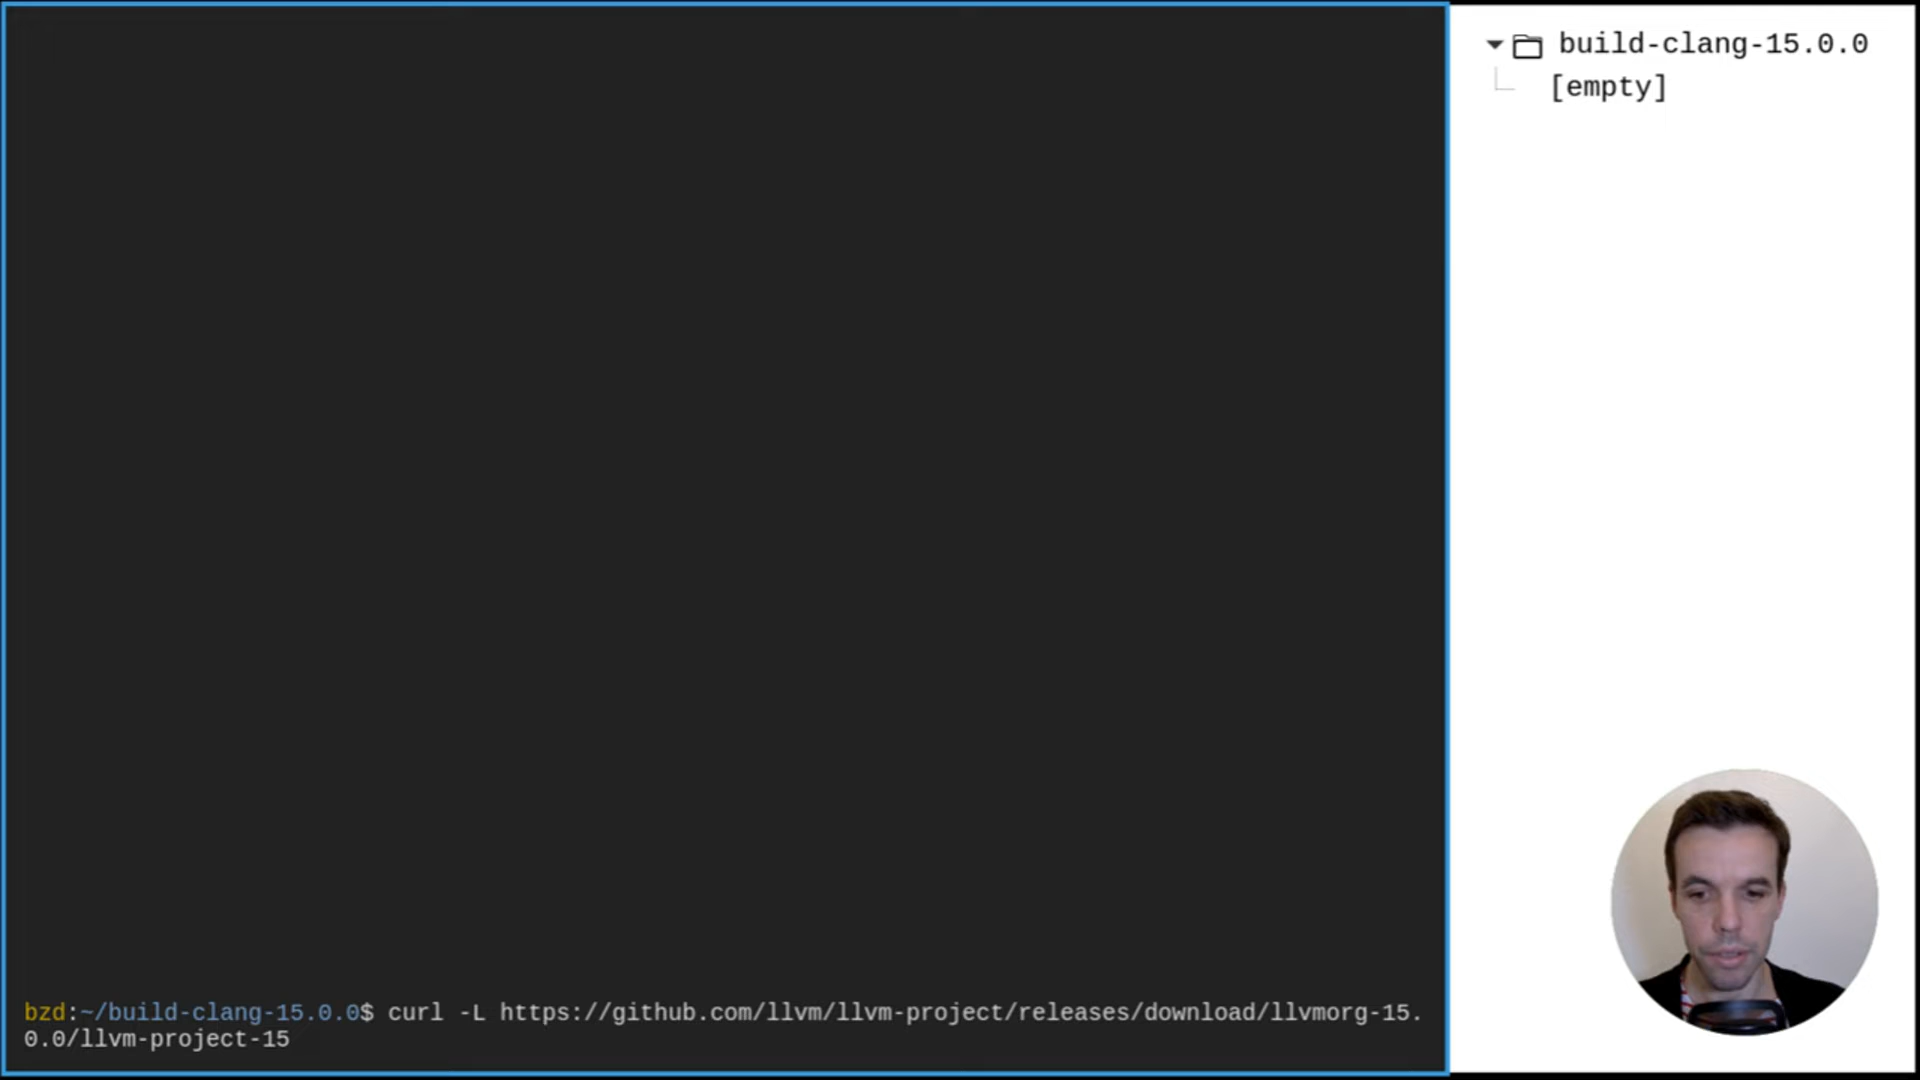 build-clang-15.0.0
[empty]
bzd:~/build-clang-15.0.0$ curl -L https://github.com/llvm/llvm-project/releases/download/llvmorg-15.
0.0/llvm-project-15